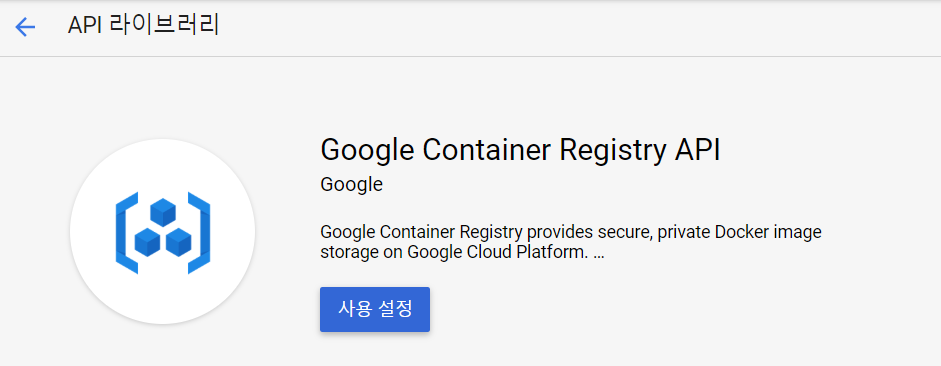 API 라이브러리
Google Container Registry API
Google
Google Container Registry provides secure, private Docker image
storage on Google Cloud Platform. ...
사용 설정